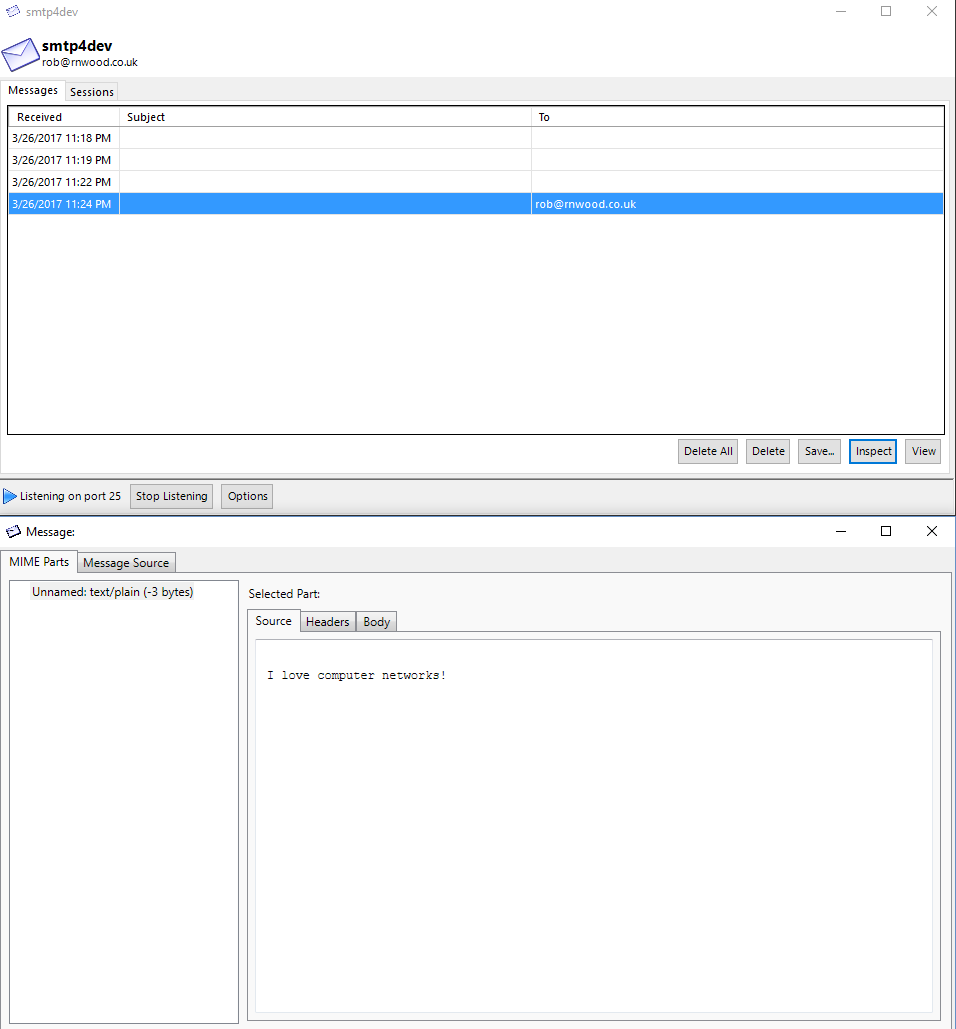 smtp4dev
smtp4dev
rob@rnwood.co.uk
Messages Sessions
Received Subject To
3/26/2017 11:18 PM
3/26/2017 11:19 PM
3/26/2017 11:22 PM
3/26/2017 11:24 PM rob@rnwood.co.uk
Delete All Delete Save... Inspect View
Listening on port 25 Stop Listening Options
Message:
MIME Parts Message Source
Unnamed: text/plain (-3 bytes)
Selected Part:
Source Headers Body
I love computer networks!